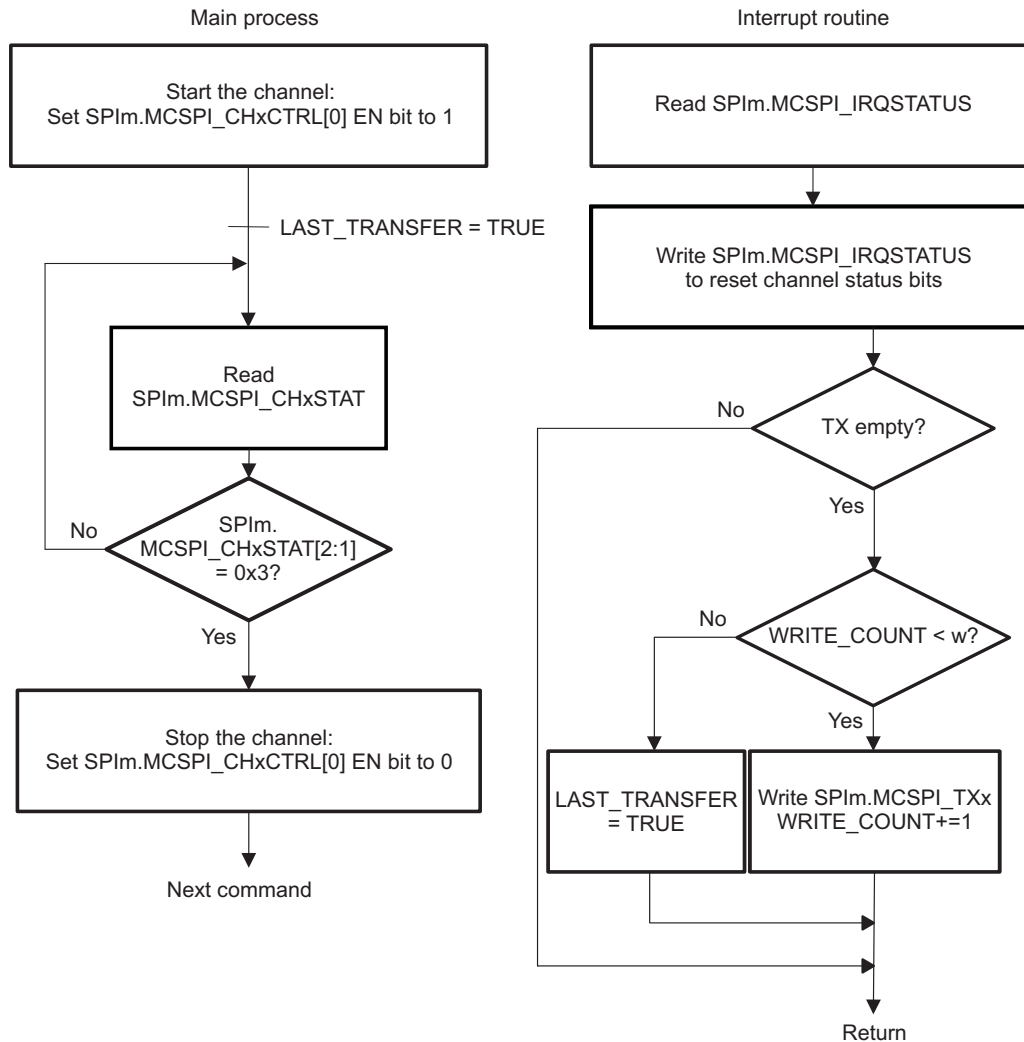 Main process
Start the channel:
Set SPIm.MCSPI_CHxCTRL[0] EN bit to 1
LAST_TRANSFER = TRUE
Read
SPIm.MCSPI_CHxSTAT
No
SPIm.
MCSPI_CHxSTAT[2:1]
= 0x3?
Yes
Stop the channel:
Set SPIm.MCSPI_CHxCTRL[0] EN bit to 0
Next command
Interrupt routine
Read SPIm.MCSPI_IRQSTATUS
Write SPIm.MCSPI_IRQSTATUS
to reset channel status bits
No
TX empty?
Yes
No
WRITE_COUNT < w?
Yes
LAST_TRANSFER
= TRUE
Write SPIm.MCSPI_TXx
WRITE_COUNT+=1
Return